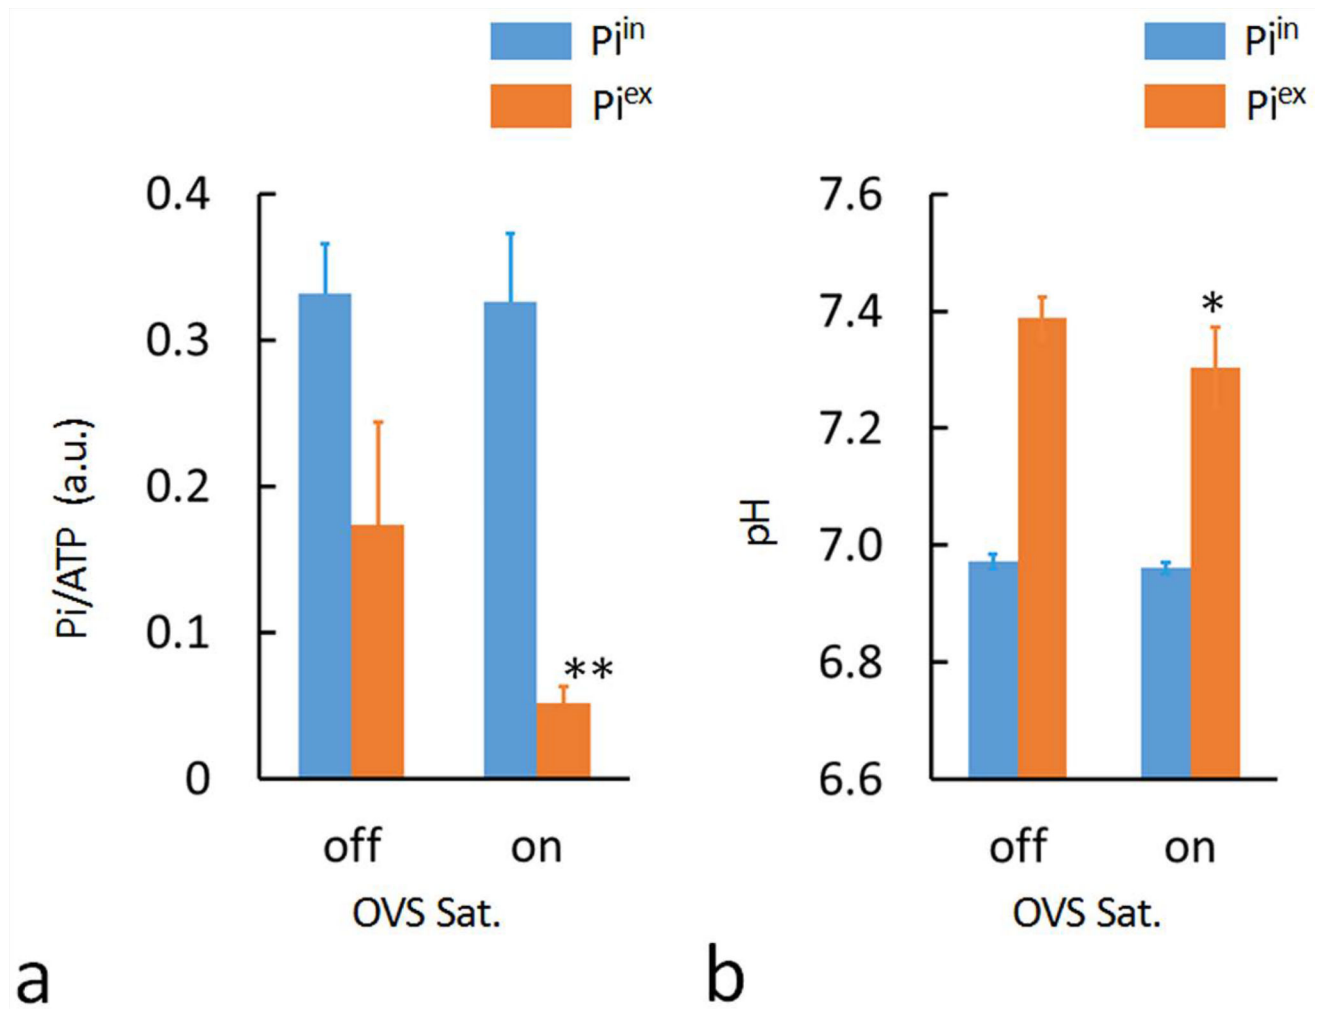 Pi^in
Pi^ex
0.4
0.3
0.2
0.1
0
Pi/ATP (a.u.)
**
off on
OVS Sat.
a
Pi^in
Pi^ex
7.6
7.4
7.2
7.0
6.8
6.6
pH
*
off on
OVS Sat.
b